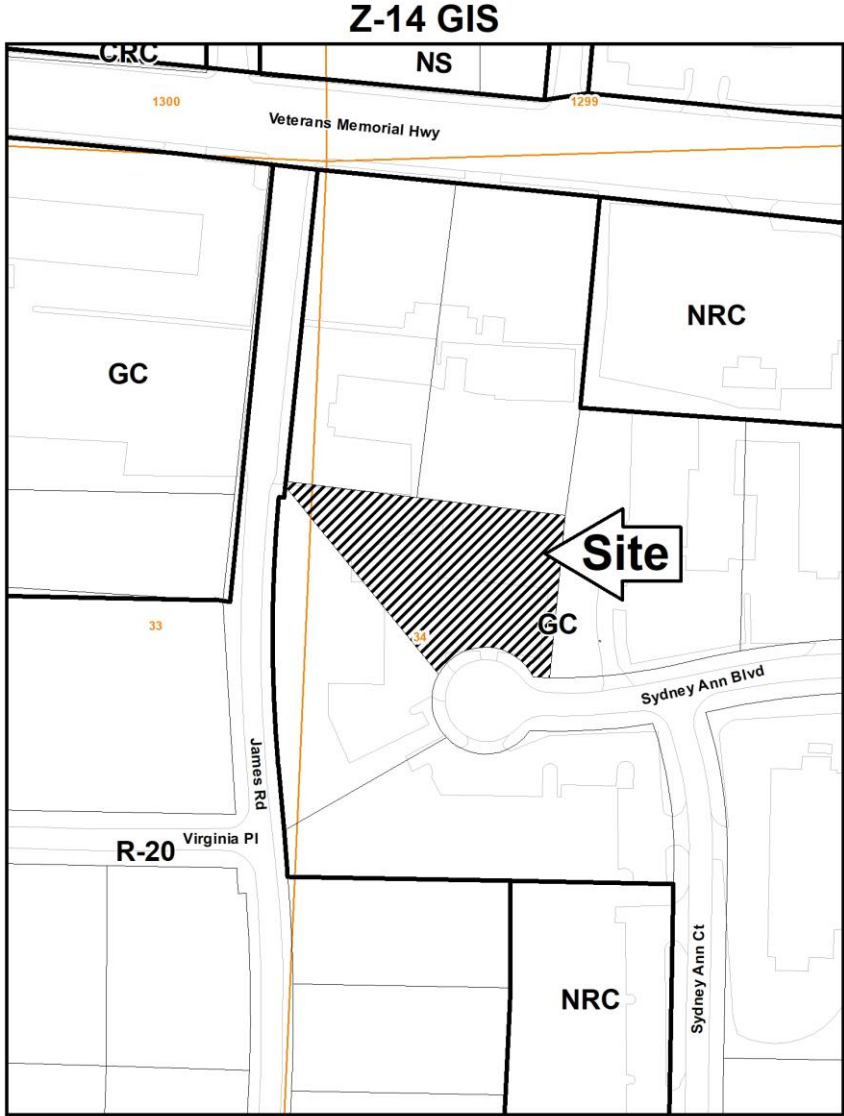 Z-14 GIS
CRC
NS
1300
1299
Veterans Memorial Hwy
NRC
GC
Site
GC
33
34
Sydney Ann Blvd
James Rd
Virginia Pl
R-20
Sydney Ann Ct
NRC